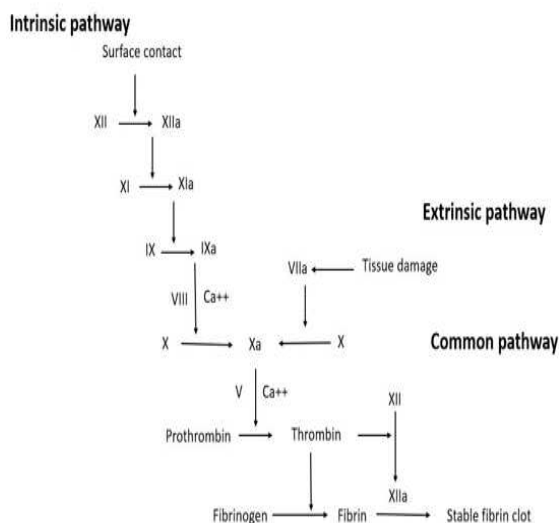 Intrinsic pathway
Surface contact
XII XIIa
XI XIa
Extrinsic pathway
IX IXa
VIIa Tissue damage
VIII Ca++
X Xa X Common pathway
V Ca++
XII
Prothrombin Thrombin
XIIa
Fibrinogen Fibrin Stable fibrin clot